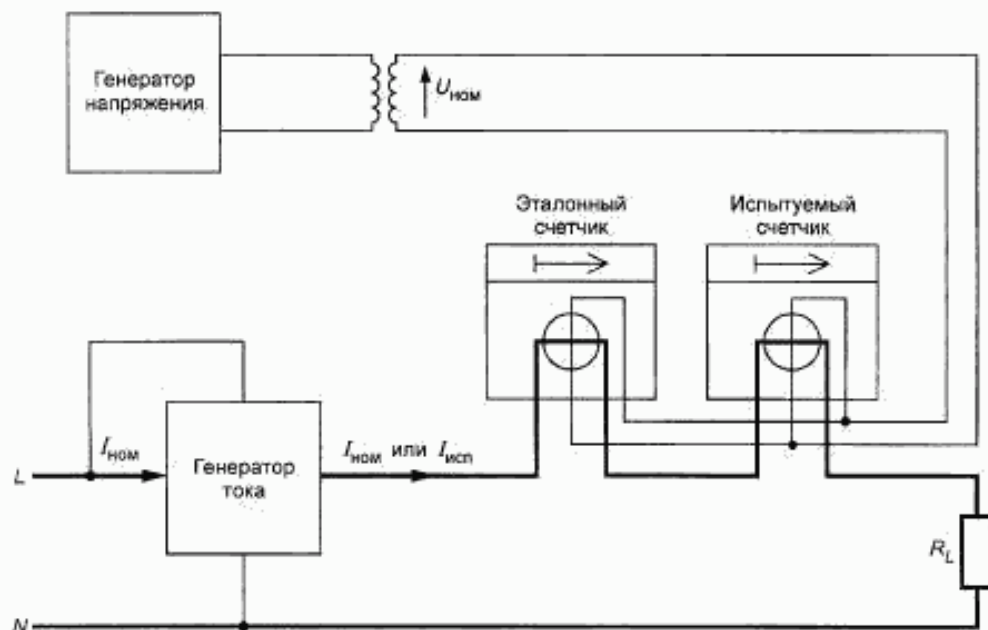 Генератор
напряжения
Uном
Эталонный
счетчик
Испытуемый
счетчик
L
Iном
Генератор
тока
Iном или Iисп
RL
N